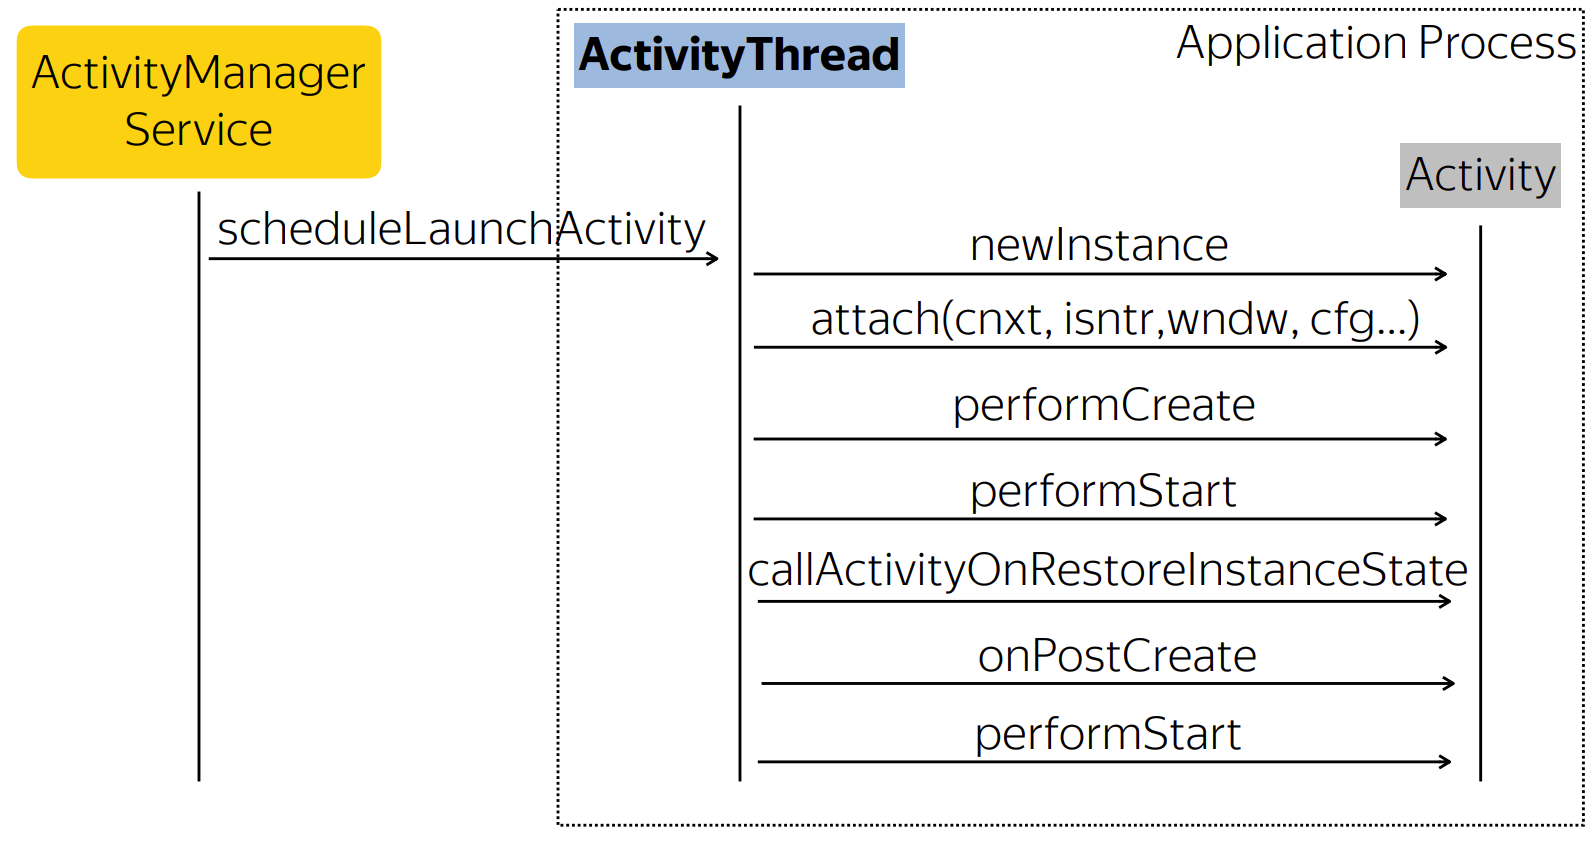 ActivityManager
Service
ActivityThread
Application Process
Activity
scheduleLaunchActivity
newInstance
attach(cnxt, isntr,wndw, cfg...)
performCreate
performStart
callActivityOnRestoreInstanceState
onPostCreate
performStart